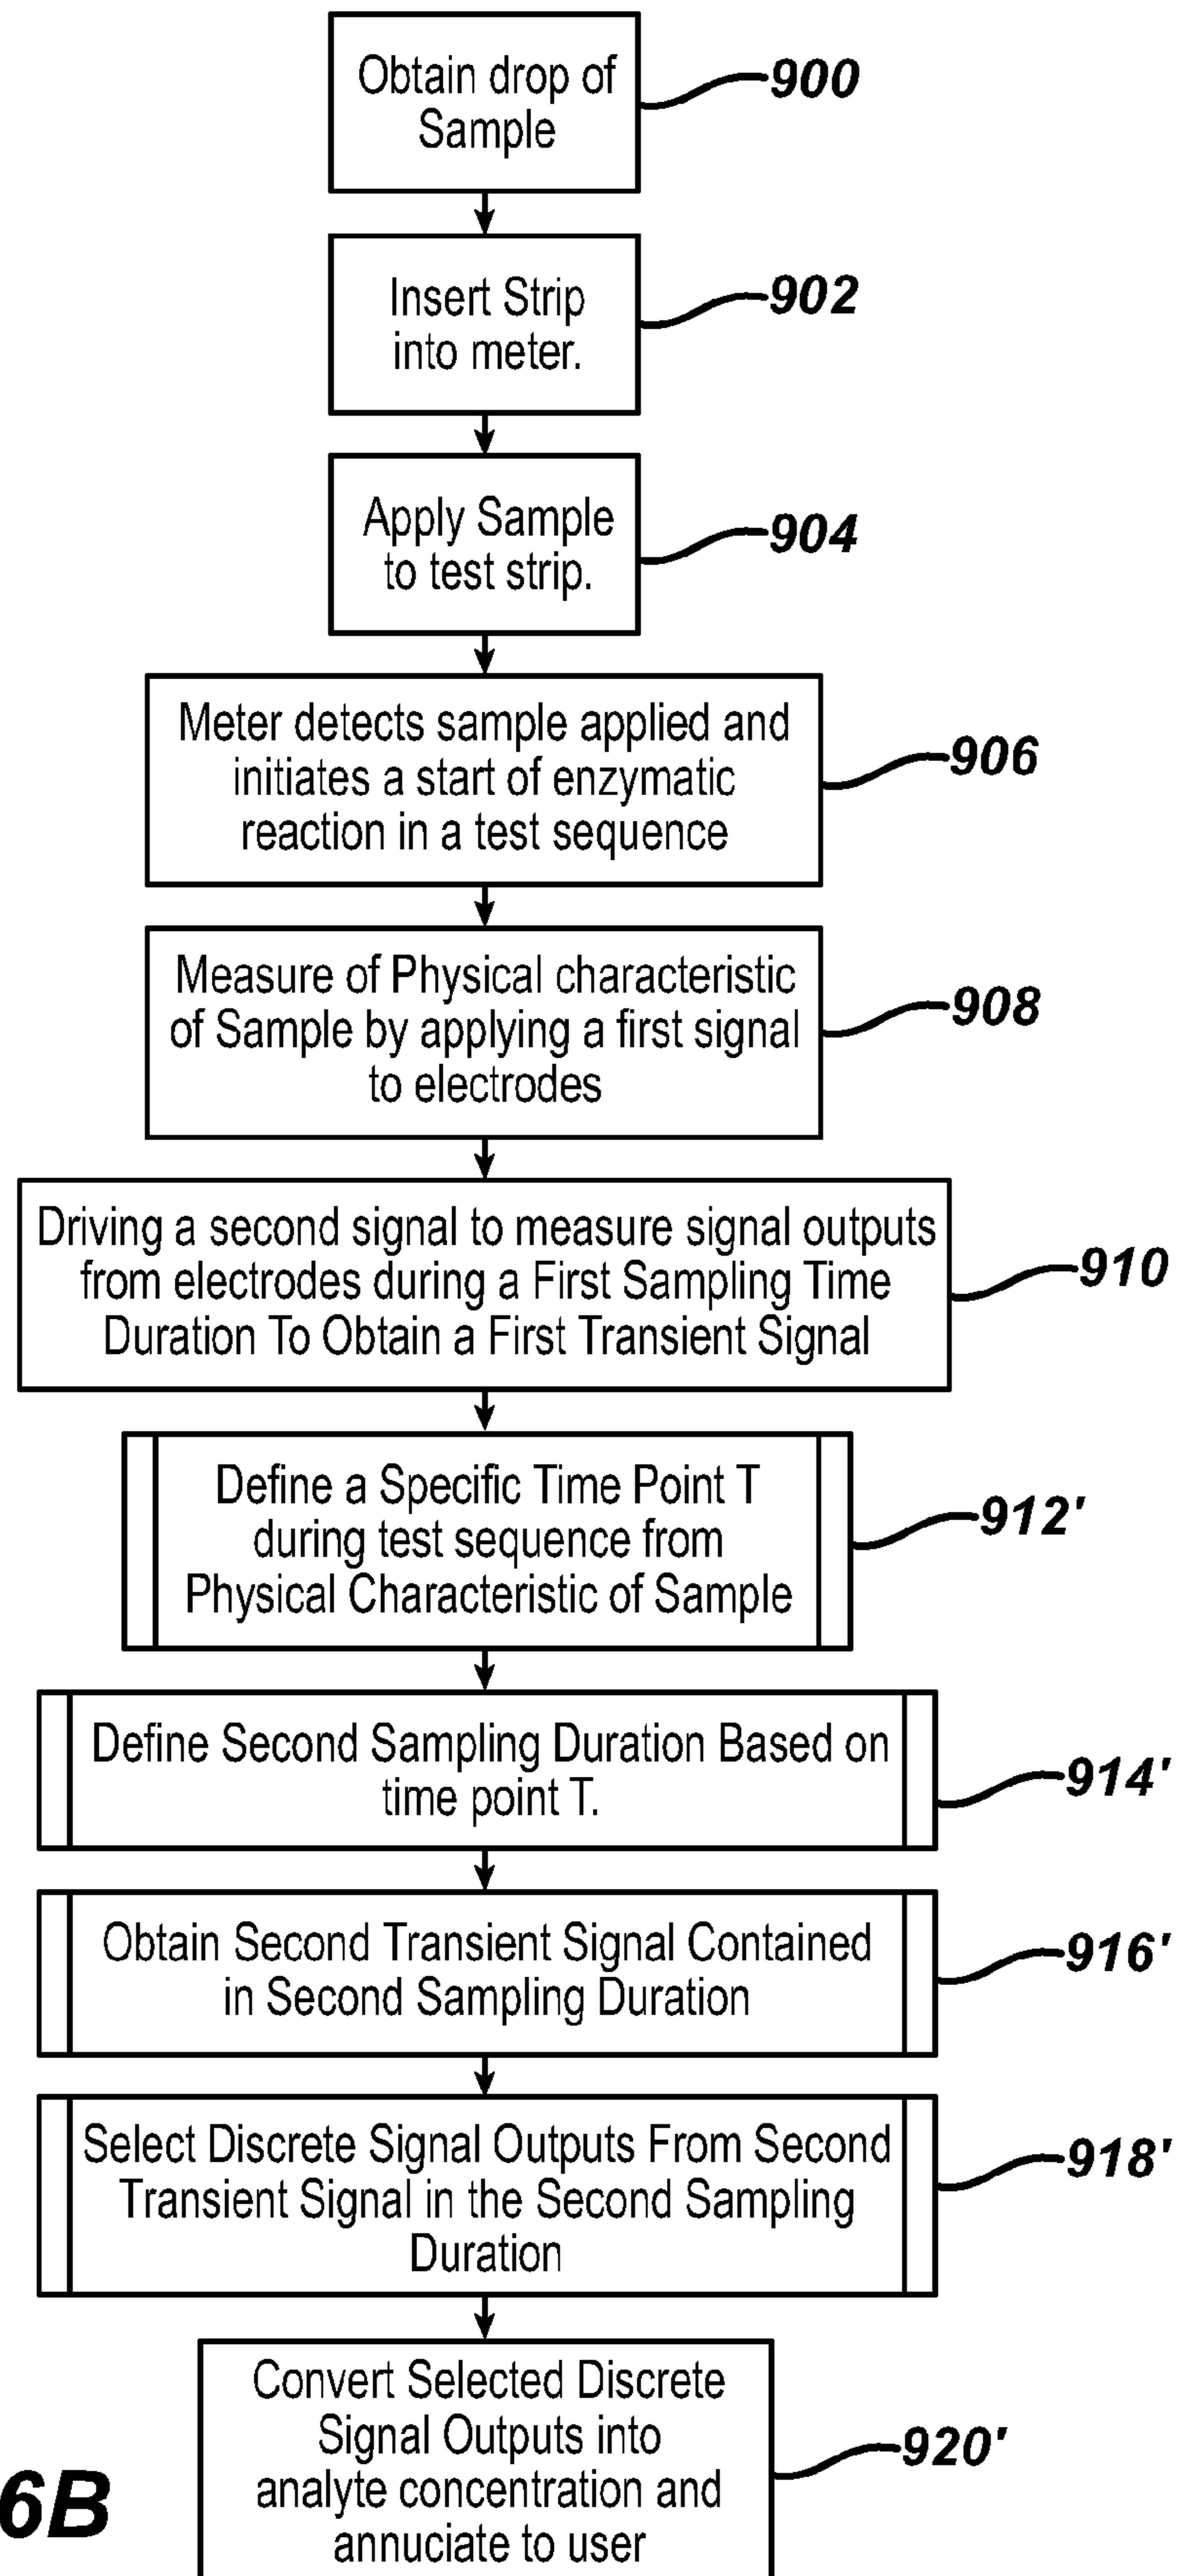 Obtain drop of
Sample
900
Insert Strip
into meter.
902
Apply Sample
to test strip.
904
Meter detects sample applied and
initiates a start of enzymatic
reaction in a test sequence
906
Measure of Physical characteristic
of Sample by applying a first signal
to electrodes
908
Driving a second signal to measure signal outputs
from electrodes during a First Sampling Time
Duration To Obtain a First Transient Signal
910
Define a Specific Time Point T
during test sequence from
Physical Characteristic of Sample
912'
Define Second Sampling Duration Based on
time point T.
914'
Obtain Second Transient Signal Contained
in Second Sampling Duration
916'
Select Discrete Signal Outputs From Second
Transient Signal in the Second Sampling
Duration
918'
Convert Selected Discrete
Signal Outputs into
analyte concentration and
annuciate to user
920'
6B